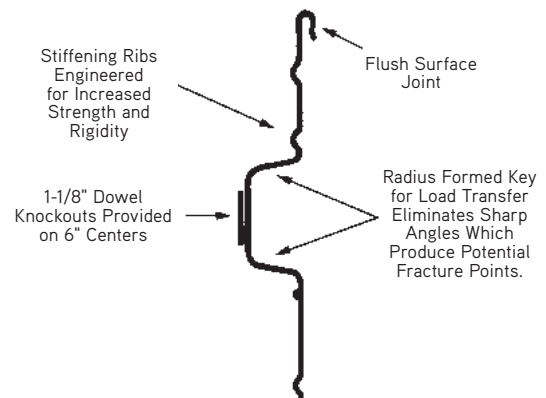 Stiffening Ribs
Engineered
for Increased
Strength and
Rigidity
Flush Surface
Joint
1-1/8" Dowel
Knockouts Provided
on 6" Centers
Radius Formed Key
for Load Transfer
Eliminates Sharp
Angles Which
Produce Potential
Fracture Points.